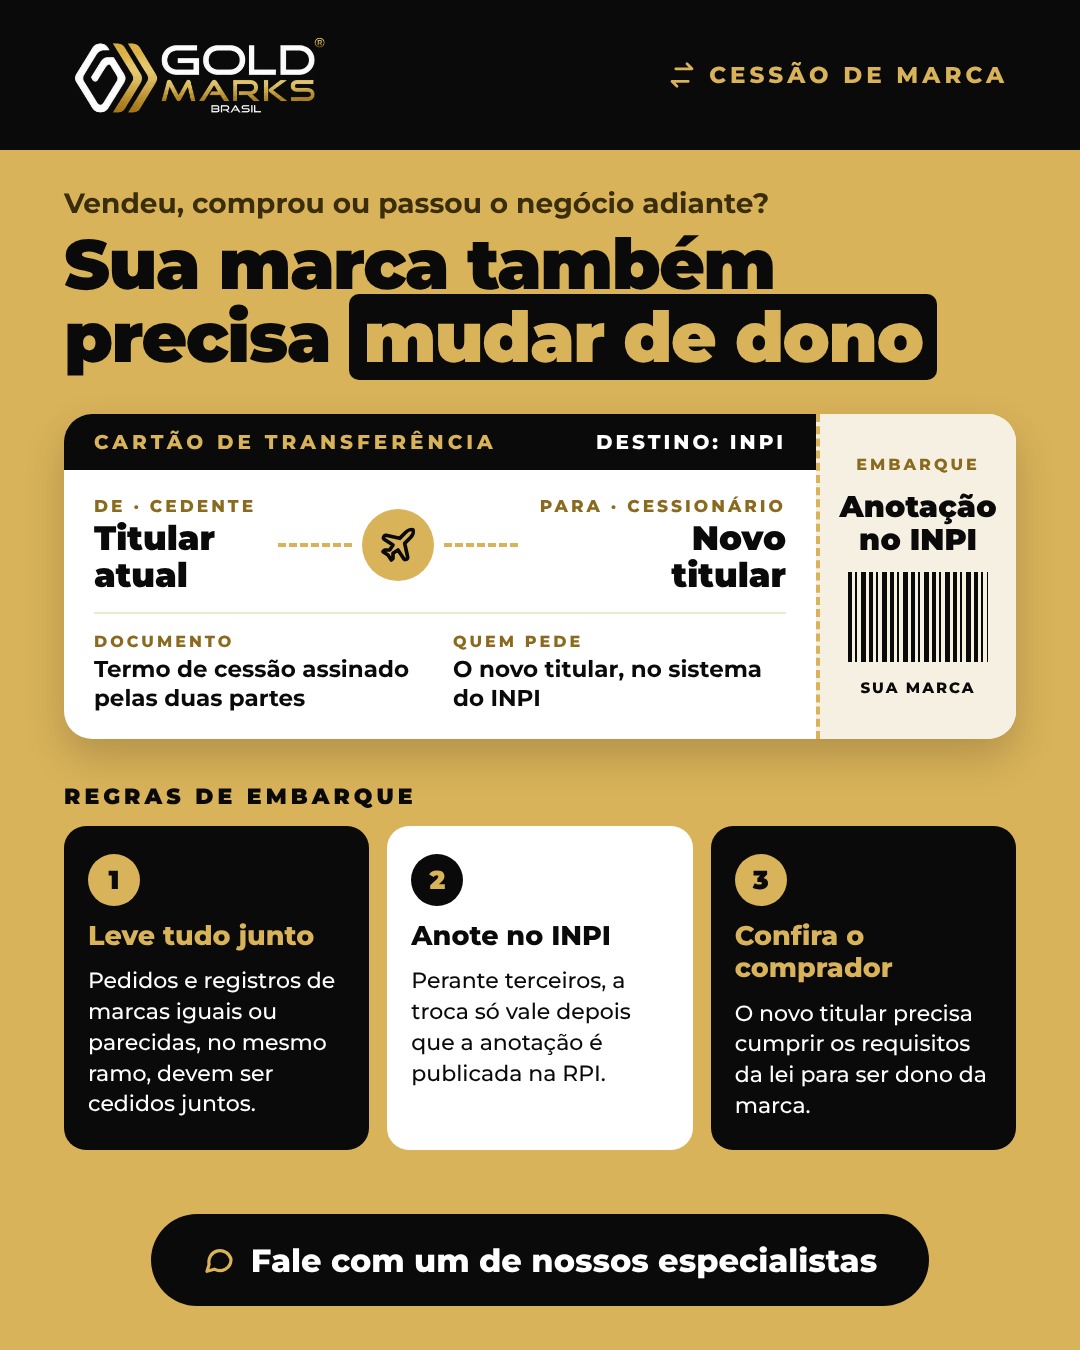 GOLD
MARKS
BRASIL
®
CESSÃO DE MARCA
Vendeu, comprou ou passou o negócio adiante?
Sua marca também
precisa mudar de dono
CARTÃO DE TRANSFERÊNCIA
DESTINO: INPI
DE · CEDENTE
Titular
atual
PARA · CESSIONÁRIO
Novo
titular
DOCUMENTO
Termo de cessão assinado
pelas duas partes
QUEM PEDE
O novo titular, no sistema
do INPI
EMBARQUE
Anotação
no INPI
SUA MARCA
REGRAS DE EMBARQUE
1
Leve tudo junto
Pedidos e registros de
marcas iguais ou
parecidas, no mesmo
ramo, devem ser
cedidos juntos.
2
Anote no INPI
Perante terceiros, a
troca só vale depois
que a anotação é
publicada na RPI.
3
Confira o
comprador
O novo titular precisa
cumprir os requisitos
da lei para ser dono da
marca.
Fale com um de nossos especialistas